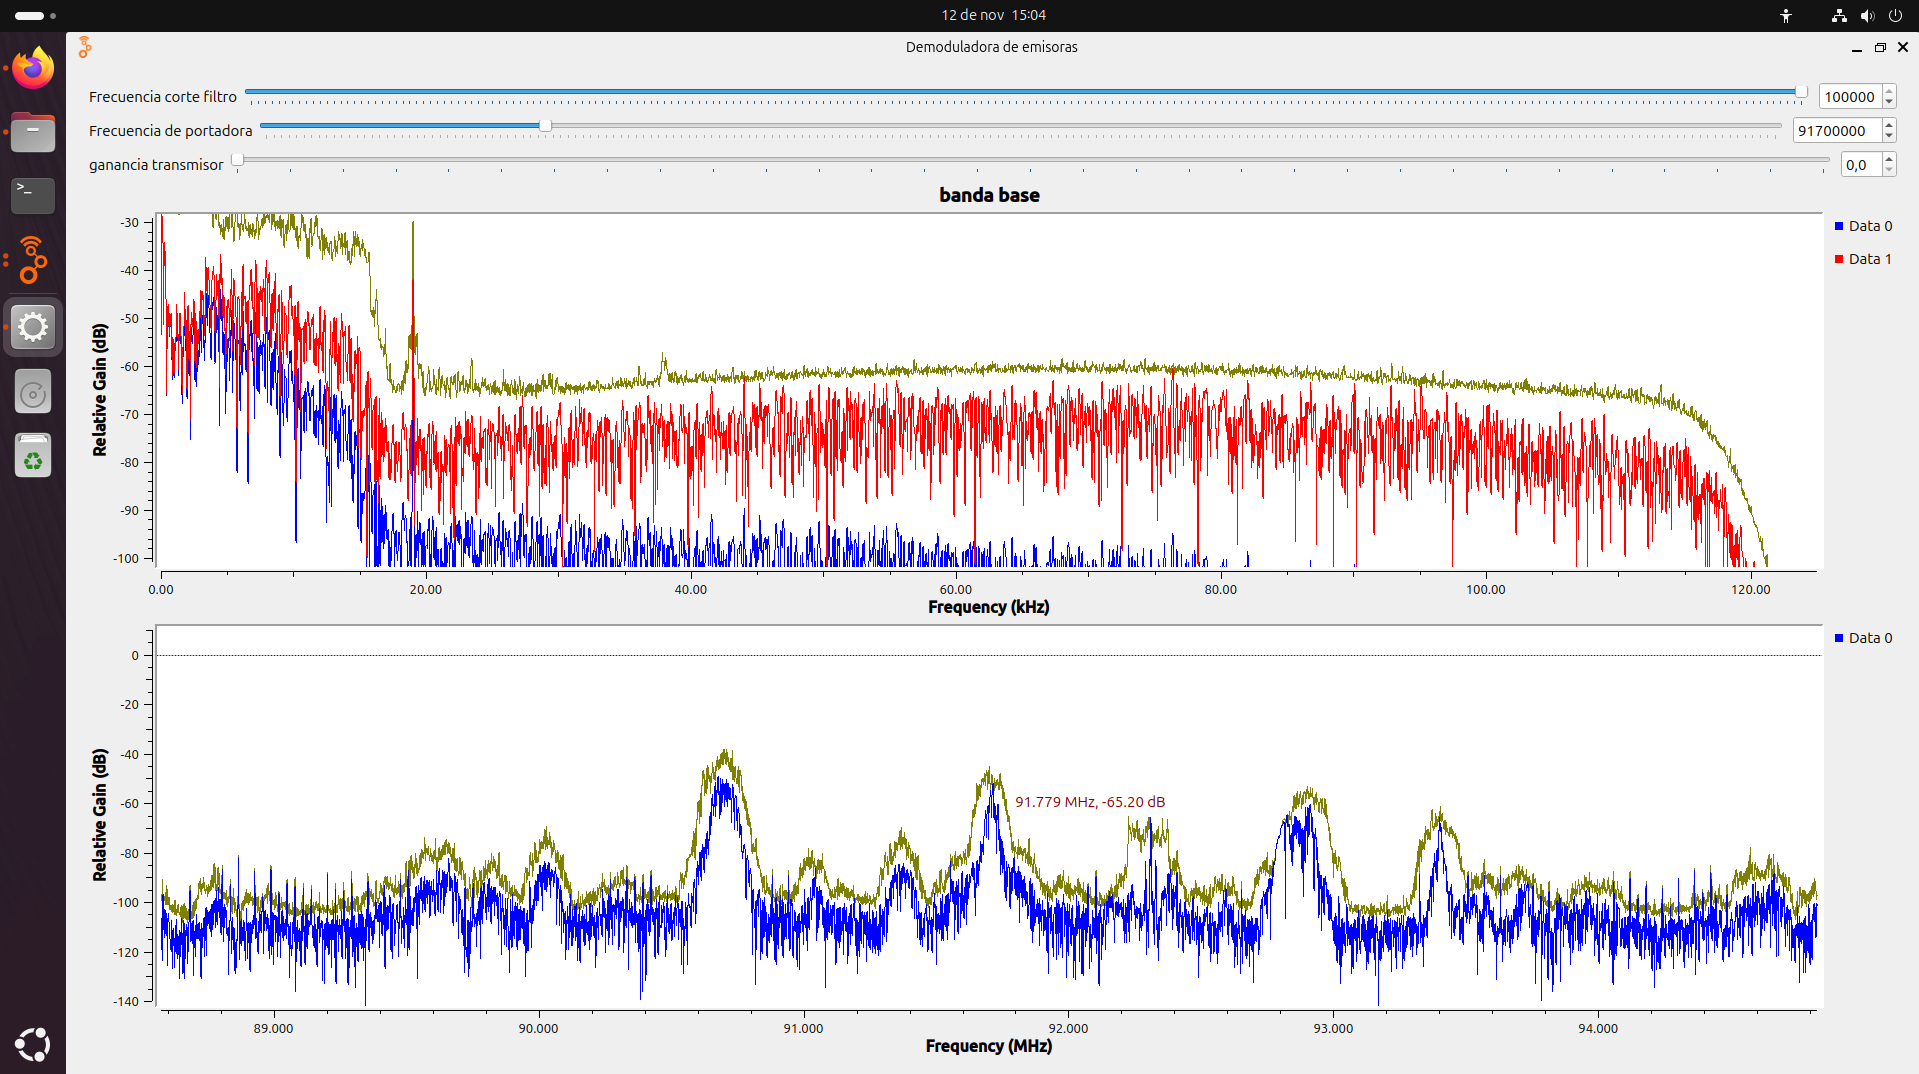 12 de nov 15:04
Demoduladora de emisoras
Frecuencia corte filtro
100000
Frecuencia de portadora
91700000
ganancia transmisor
0,0
banda base
Relative Gain (dB)
-30
-40
-50
-60
-70
-80
-90
-100
Data 0
Data 1
0.00 20.00 40.00 60.00 80.00 100.00 120.00
Frequency (kHz)
Relative Gain (dB)
0
-20
-40
-60
-80
-100
-120
-140
Data 0
91.779 MHz, -65.20 dB
89.000 90.000 91.000 92.000 93.000 94.000
Frequency (MHz)
>_